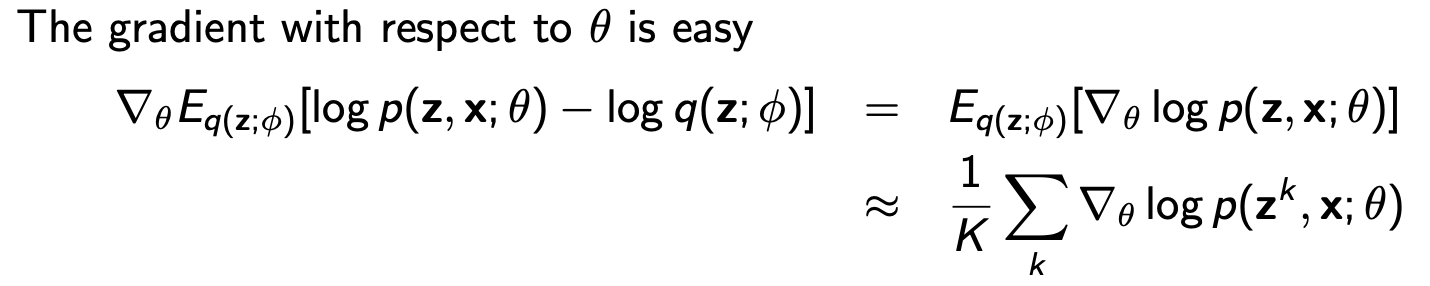 The gradient with respect to θ is easy
∇_θ E_{q(z;ϕ)}[log p(z, x; θ) − log q(z; ϕ)] = E_{q(z;ϕ)}[∇_θ log p(z, x; θ)]
≈ 1/K ∑_k ∇_θ log p(z^k, x; θ)